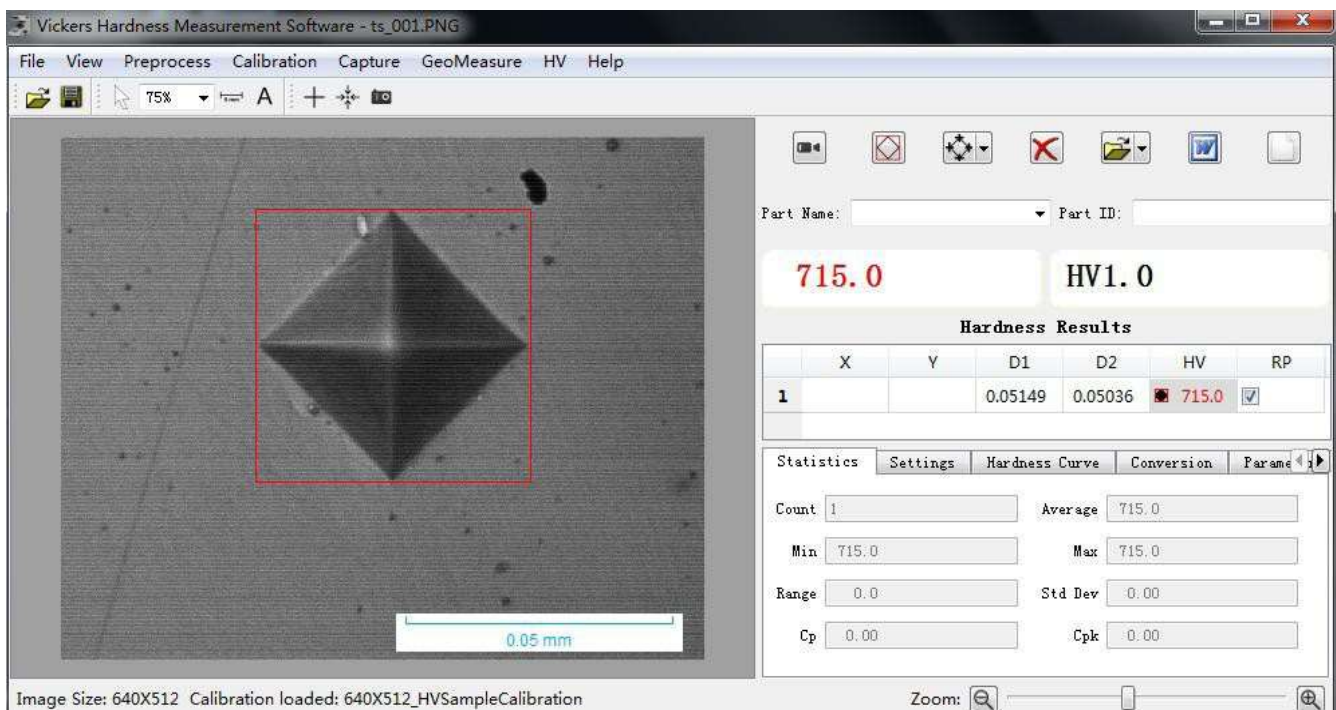 Vickers Hardness Measurement Software - ts_001.PNG
File View Preprocess Calibration Capture GeoMeasure HV Help
75% A
Part Name: Part ID:
715.0 HV1.0
Hardness Results
X Y D1 D2 HV RP
1 0.05149 0.05036 715.0
Statistics Settings Hardness Curve Conversion
Count 1 Average 715.0
Min 715.0 Max 715.0
Range 0.0 Std Dev 0.00
Cp 0.00 Cpk 0.00
0.05 mm
Image Size: 640X512 Calibration loaded: 640X512_HVSampleCalibration Zoom: